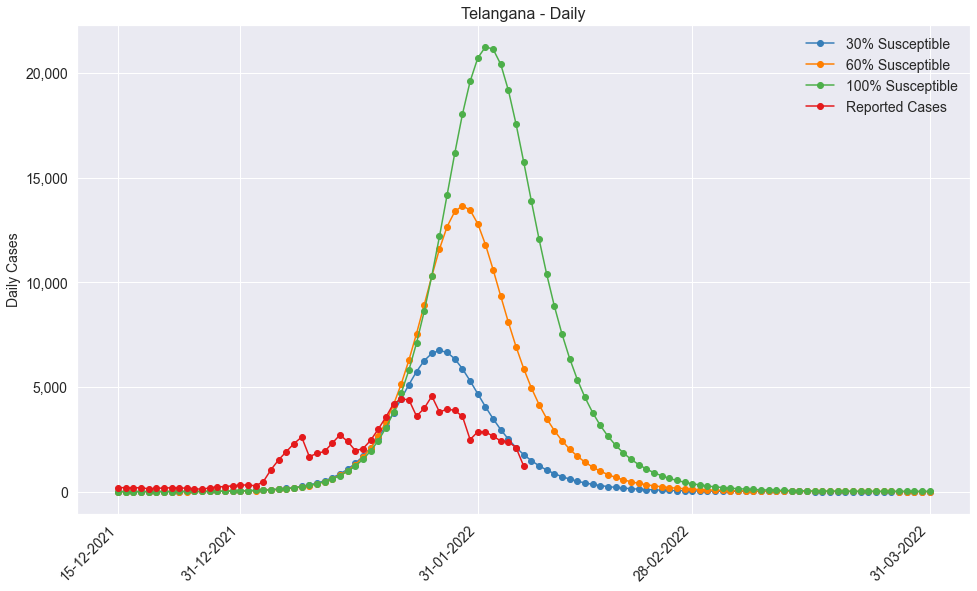 Telangana - Daily
30% Susceptible
60% Susceptible
100% Susceptible
Reported Cases
Daily Cases
20,000
15,000
10,000
5,000
0
15-12-2021
31-12-2021
31-01-2022
28-02-2022
31-03-2022